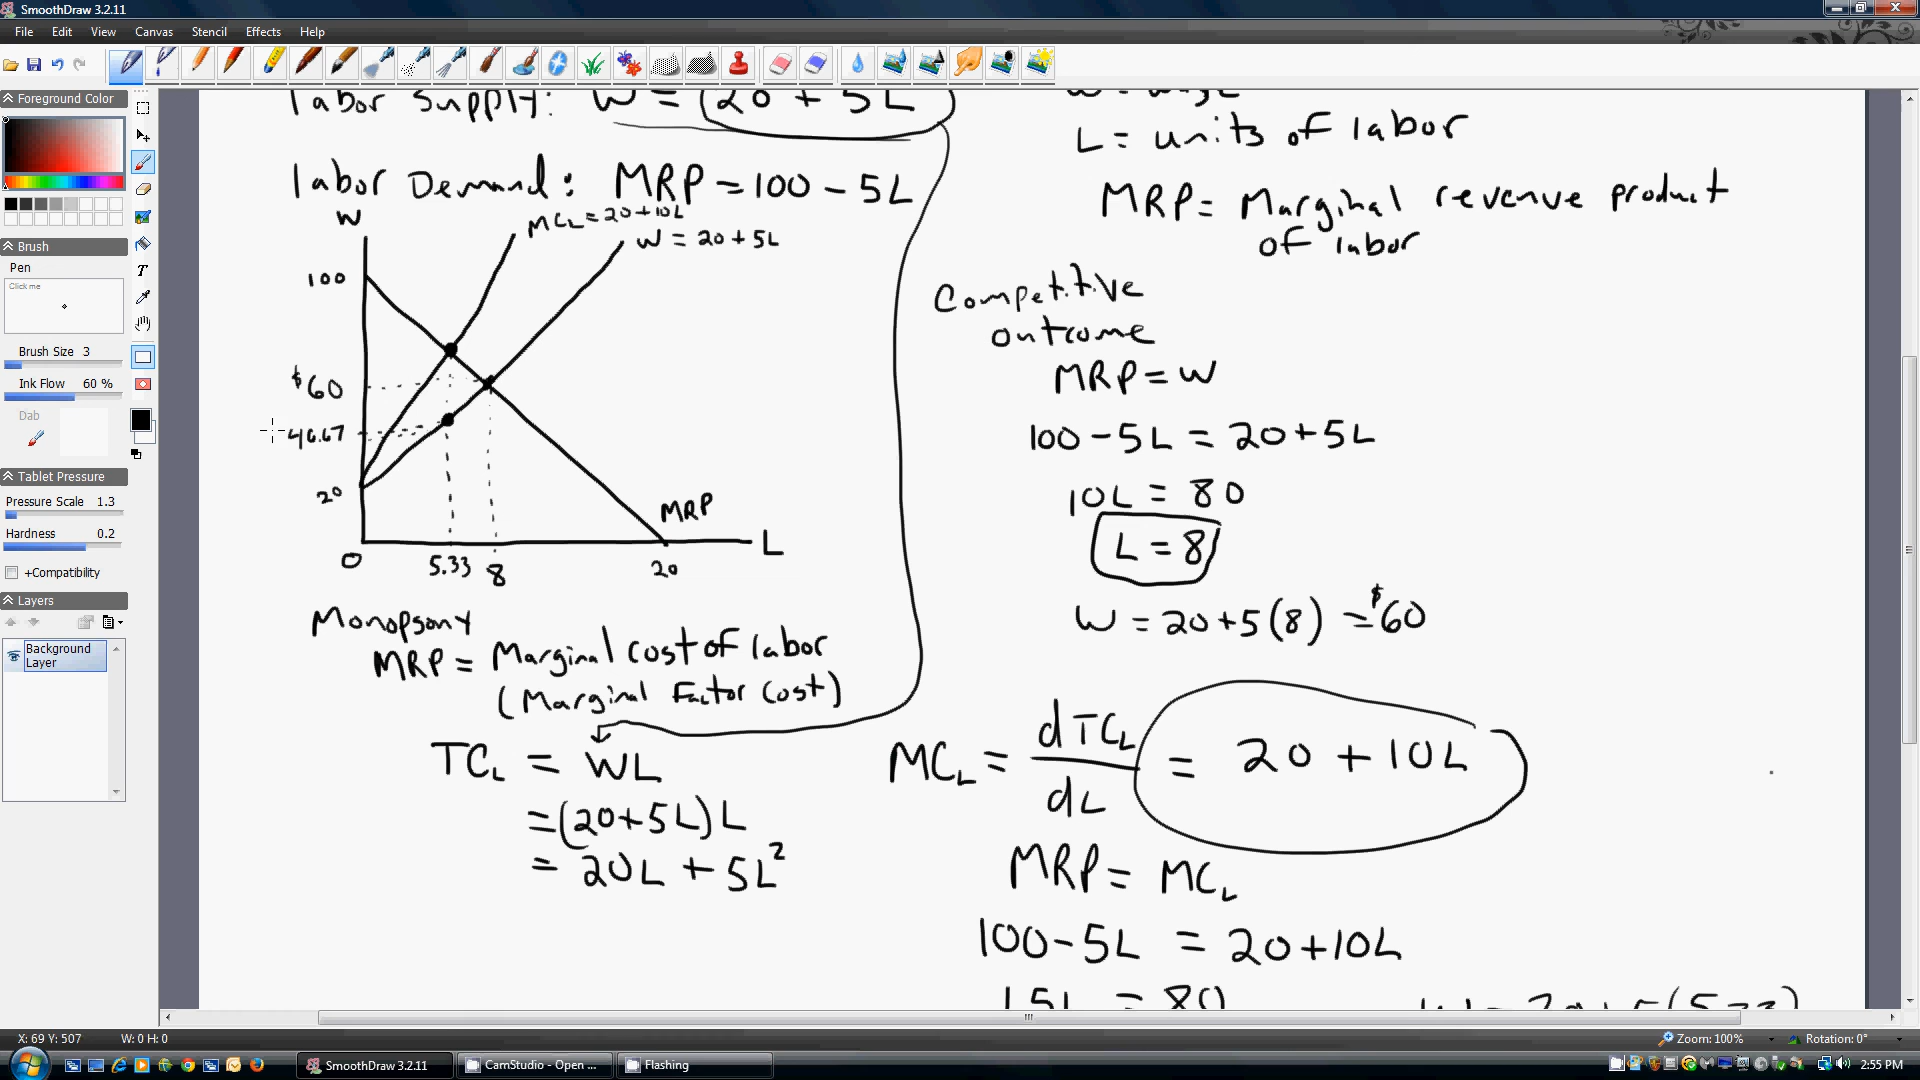 SmoothDraw 3.2.11
File Edit View Canvas Stencil Effects Help
Foreground Color
Brush
Pen
Click me
Brush Size 3
Ink Flow 60 %
Dab
Tablet Pressure
Pressure Scale 1.3
Hardness 0.2
+Compatibility
Layers
Background Layer
labor supply: W = (20 + 5L)
labor Demand: MRP = 100 - 5L
W
MCL = 20+10L
W = 20+5L
100
$60
46.67
20
MRP
L
0 5.33 8 20
Monopsony
MRP = Marginal cost of labor
(Marginal Factor Cost)
TCL = WL
=(20+5L)L
= 20L + 5L²
W = wage
L = units of labor
MRP = Marginal revenue product
of labor
Competitive
outcome
MRP = W
100 - 5L = 20+5L
10L = 80
L = 8
W = 20+5(8) = $60
MCL = dTCL / dL = 20 + 10L
MRP = MCL
100-5L = 20+10L
15L = 80
X: 69 Y: 507 W: 0 H: 0 Zoom: 100% Rotation: 0°
SmoothDraw 3.2.11 CamStudio - Open ... Flashing 2:55 PM